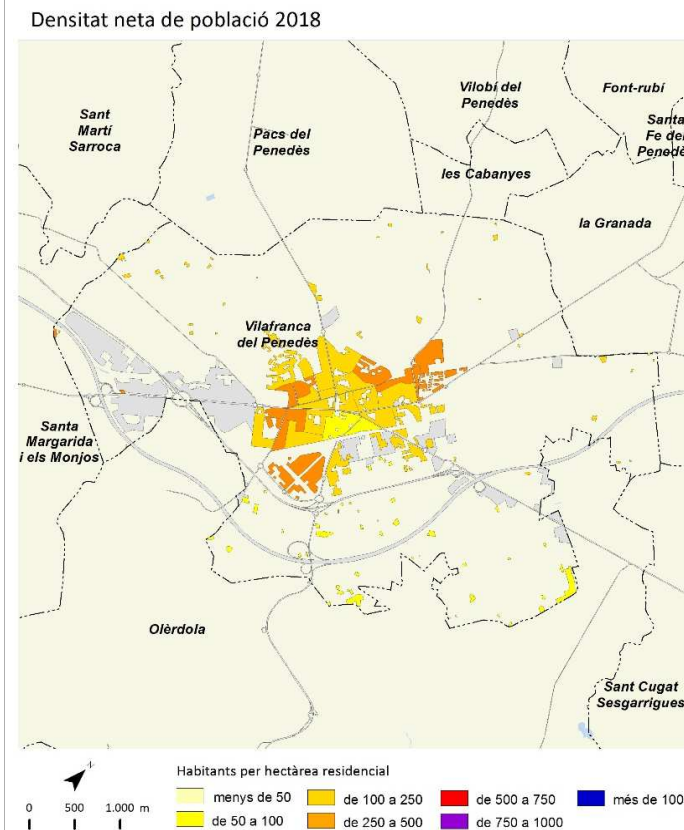 Densitat neta de població 2018
Sant
Martí
Sarroca
Pacs del
Penedès
Vilobí del
Penedès
Font-rubí
Santa
Fe del
Penedè
les Cabanyes
la Granada
Vilafranca
del Penedès
Santa
Margarida
i els Monjos
Olèrdola
Sant Cugat
Sesgarrigues
N
0 500 1.000 m
Habitants per hectàrea residencial
menys de 50
de 50 a 100
de 100 a 250
de 250 a 500
de 500 a 750
de 750 a 1000
més de 100